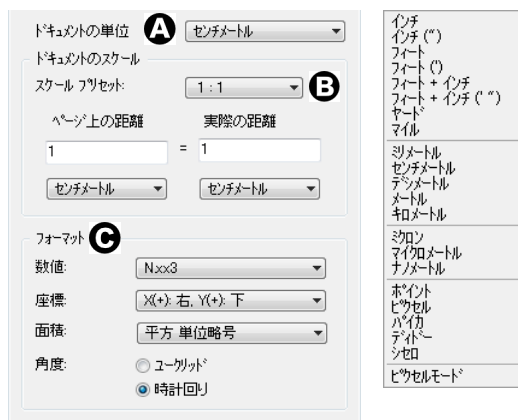 ドキュメントの単位 A センチメートル
ドキュメントのスケール
スケール プリセット: 1 : 1 B
ページ上の距離 実際の距離
1 = 1
センチメートル センチメートル
フォーマット C
数値: N.xx3
座標: X(+): 右, Y(+): 下
面積: 平方 単位略号
角度: ユークリッド
時計回り
インチ
インチ (")
フィート
フィート (')
フィート + インチ
フィート + インチ (' ")
ヤード
マイル
ミリメートル
センチメートル
デシメートル
メートル
キロメートル
ミクロン
マイクロメートル
ナノメートル
ポイント
ピクセル
パイカ
ディドー
シセロ
ピクセルモード